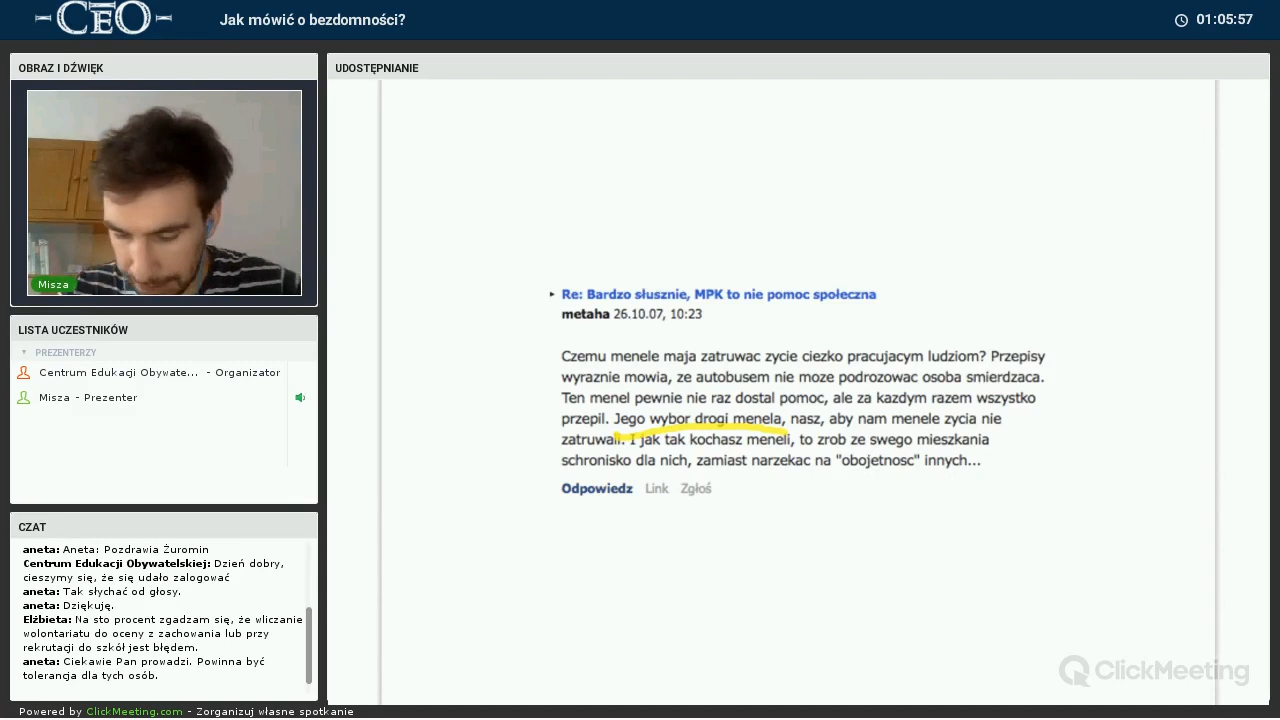 CEO
Jak mówić o bezdomności?
01:05:57
OBRAZ I DŹWIĘK
Misza
LISTA UCZESTNIKÓW
PREZENTERZY
Centrum Edukacji Obywate... - Organizator
Misza - Prezenter
CZAT
aneta: Aneta: Pozdrawia Żuromin
Centrum Edukacji Obywatelskiej: Dzień dobry,
cieszymy się, że się udało zalogować
aneta: Tak słychać od głosy.
aneta: Dziękuję.
Elżbieta: Na sto procent zgadzam się, że wliczanie
wolontariatu do oceny z zachowania lub przy
rekrutacji do szkół jest błędem.
aneta: Ciekawie Pan prowadzi. Powinna być
tolerancja dla tych osób.
UDOSTĘPNIANIE
Re: Bardzo słusznie, MPK to nie pomoc społeczna
metaha 26.10.07, 10:23
Czemu menele maja zatruwac zycie ciezko pracujacym ludziom? Przepisy
wyraznie mowia, ze autobusem nie moze podrozowac osoba smierdzaca.
Ten menel pewnie nie raz dostal pomoc, ale za kazdym razem wszystko
przepil. Jego wybor drogi menela, nasz, aby nam menele zycia nie
zatruwali. I jak tak kochasz meneli, to zrob ze swego mieszkania
schronisko dla nich, zamiast narzekac na "obojetnosc" innych...
Odpowiedz Link Zgłoś
ClickMeeting
Powered by ClickMeeting.com - Zorganizuj własne spotkanie